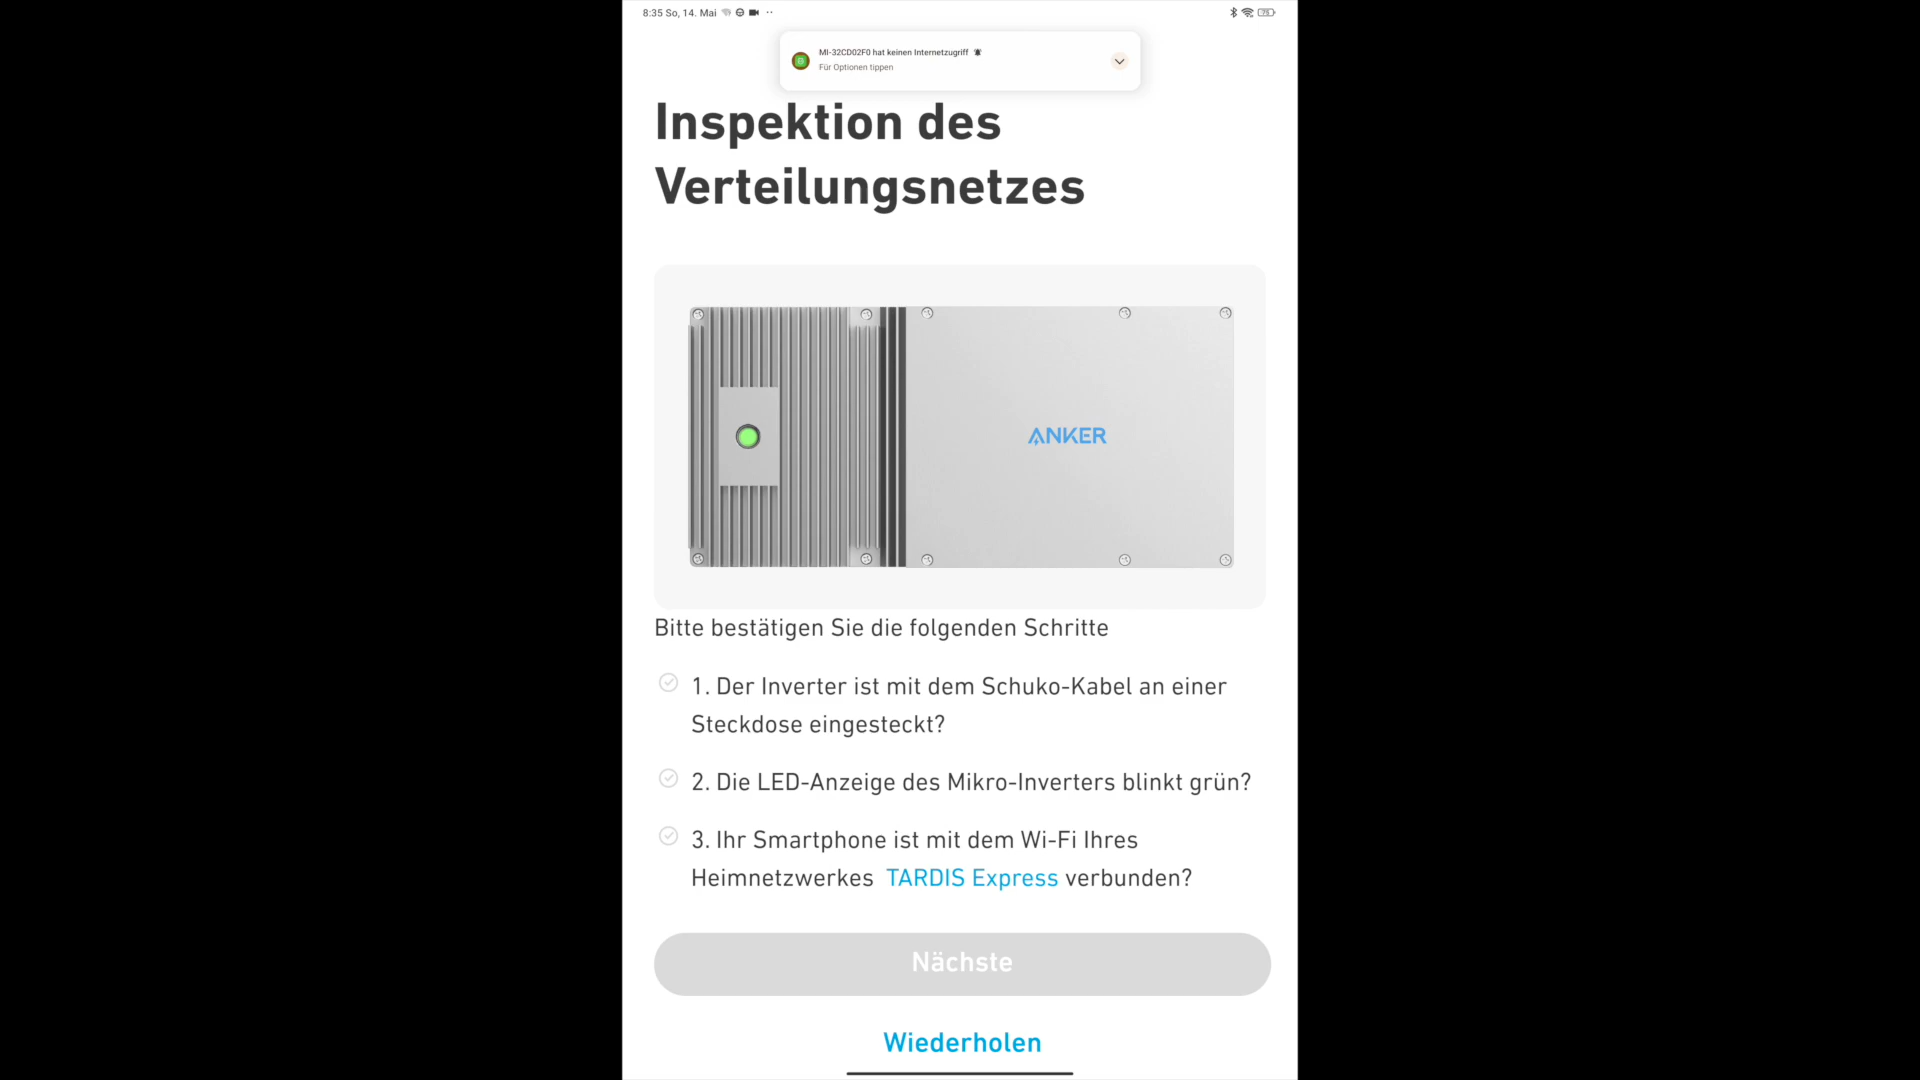 8:35 So, 14. Mai
75
MI-32CD02F0 hat keinen Internetzugriff
Für Optionen tippen
Inspektion des
Verteilungsnetzes
ANKER
Bitte bestätigen Sie die folgenden Schritte
1. Der Inverter ist mit dem Schuko-Kabel an einer
Steckdose eingesteckt?
2. Die LED-Anzeige des Mikro-Inverters blinkt grün?
3. Ihr Smartphone ist mit dem Wi-Fi Ihres
Heimnetzwerkes TARDIS Express verbunden?
Nächste
Wiederholen